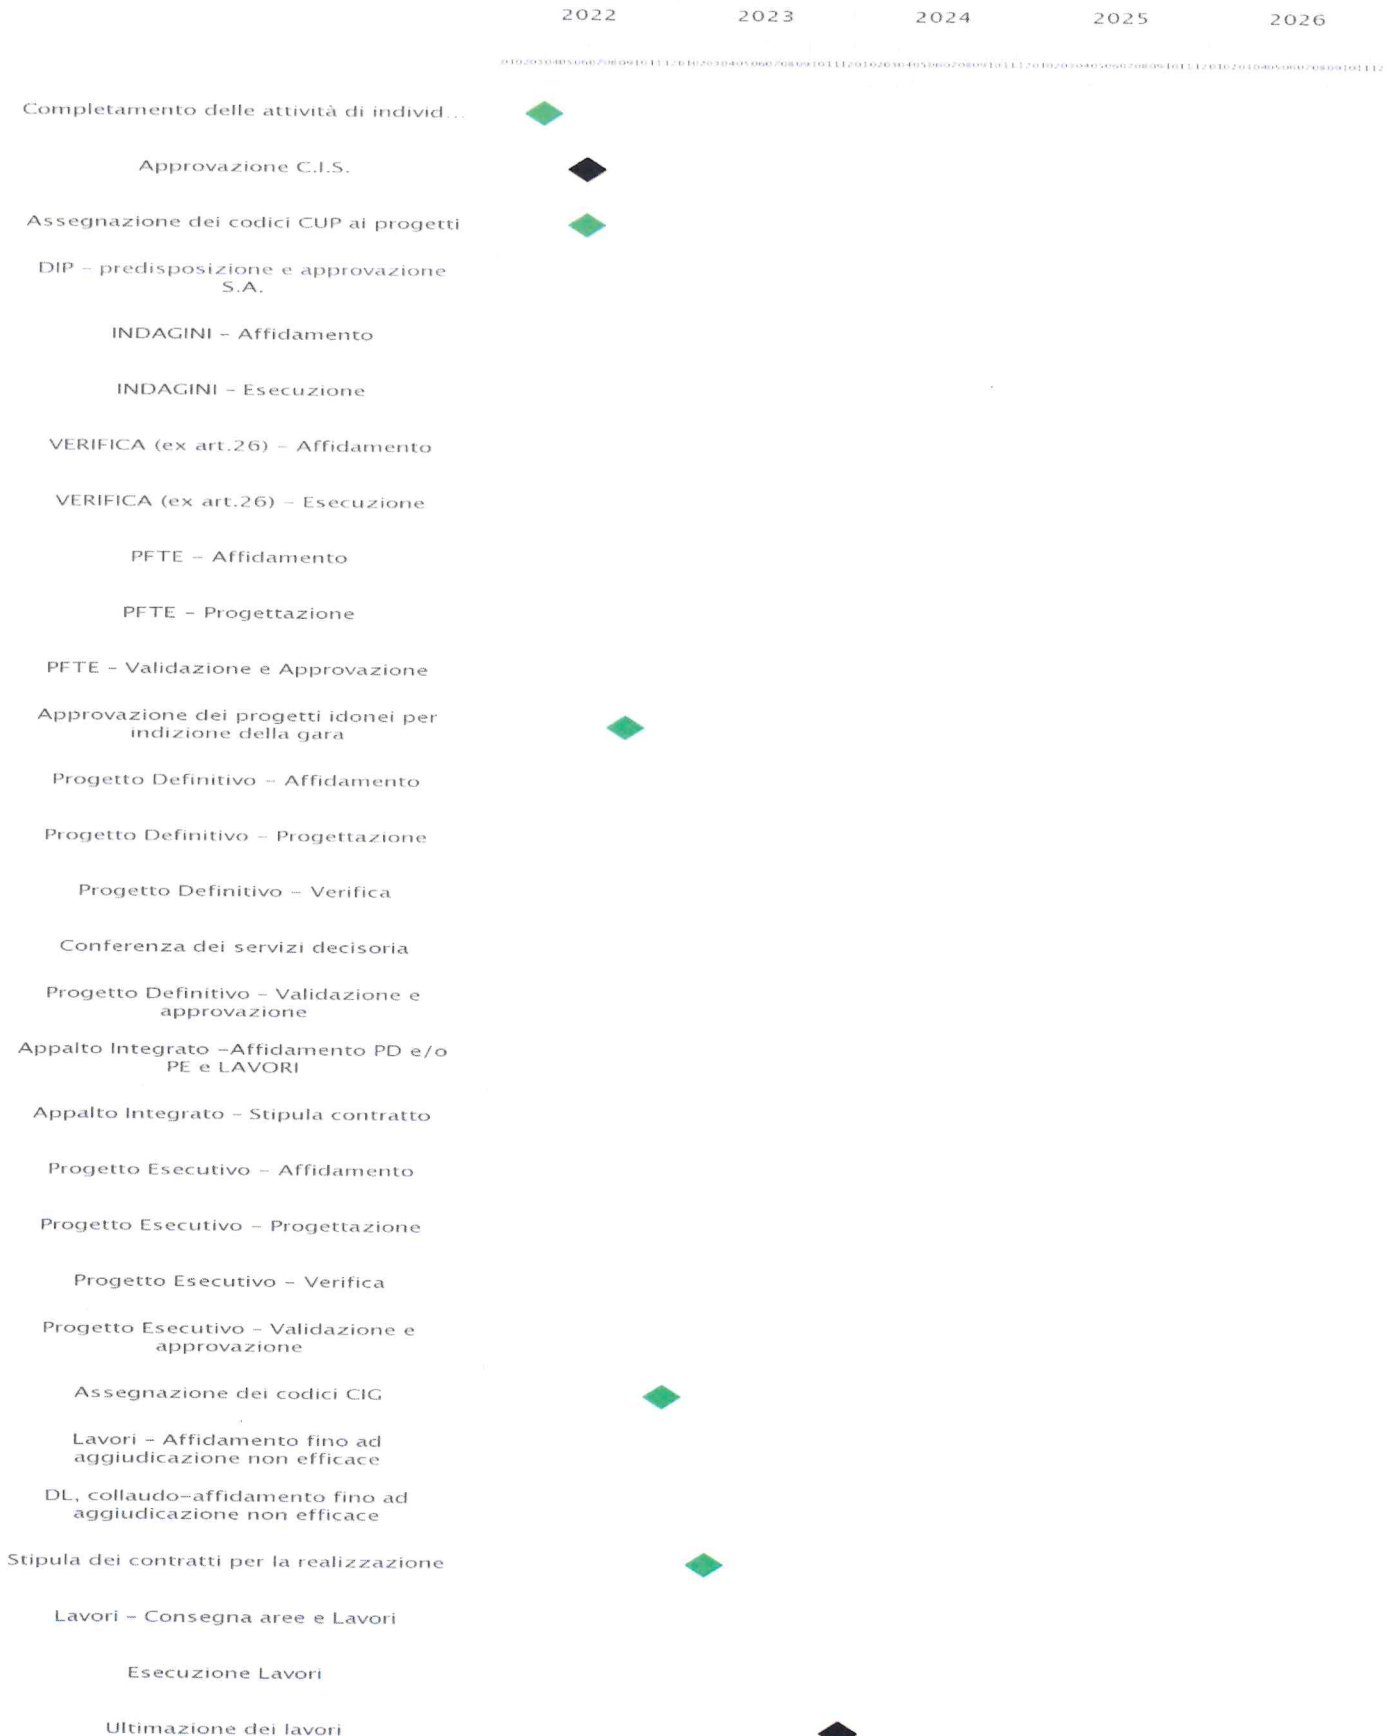 2022 2023 2024 2025 2026
010203040506070809101112010203040506070809101112010203040506070809101112010203040506070809101112010203040506070809101112
Completamento delle attività di individ...
Approvazione C.I.S.
Assegnazione dei codici CUP ai progetti
DIP - predisposizione e approvazione
S.A.
INDAGINI - Affidamento
INDAGINI - Esecuzione
VERIFICA (ex art.26) - Affidamento
VERIFICA (ex art.26) - Esecuzione
PFTE - Affidamento
PFTE - Progettazione
PFTE - Validazione e Approvazione
Approvazione dei progetti idonei per
indizione della gara
Progetto Definitivo - Affidamento
Progetto Definitivo - Progettazione
Progetto Definitivo - Verifica
Conferenza dei servizi decisoria
Progetto Definitivo - Validazione e
approvazione
Appalto Integrato -Affidamento PD e/o
PE e LAVORI
Appalto Integrato - Stipula contratto
Progetto Esecutivo - Affidamento
Progetto Esecutivo - Progettazione
Progetto Esecutivo - Verifica
Progetto Esecutivo - Validazione e
approvazione
Assegnazione dei codici CIG
Lavori - Affidamento fino ad
aggiudicazione non efficace
DL, collaudo-affidamento fino ad
aggiudicazione non efficace
Stipula dei contratti per la realizzazione
Lavori - Consegna aree e Lavori
Esecuzione Lavori
Ultimazione dei lavori